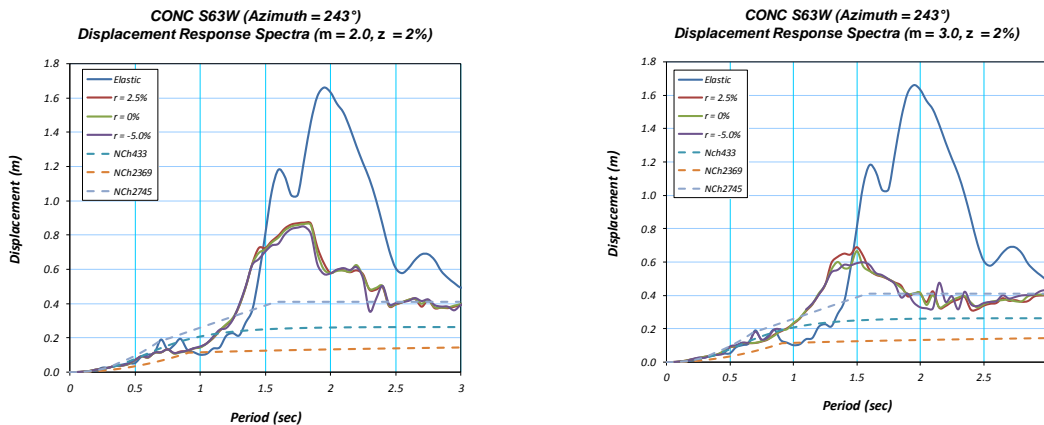 CONC S63W (Azimuth = 243°)
Displacement Response Spectra (m = 2.0, z = 2%)
1.8
1.6
1.4
1.2
1.0
0.8
0.6
0.4
0.2
0.0
Displacement (m)
Elastic
r = 2.5%
r = 0%
r = -5.0%
NCh433
NCh2369
NCh2745
0
0.5
1
1.5
2
2.5
3
Period (sec)
CONC S63W (Azimuth = 243°)
Displacement Response Spectra (m = 3.0, z = 2%)
1.8
1.6
1.4
1.2
1.0
0.8
0.6
0.4
0.2
0.0
Displacement (m)
Elastic
r = 2.5%
r = 0%
r = -5.0%
Nch433
NCh2369
NCh2745
0
0.5
1
1.5
2
2.5
Period (sec)